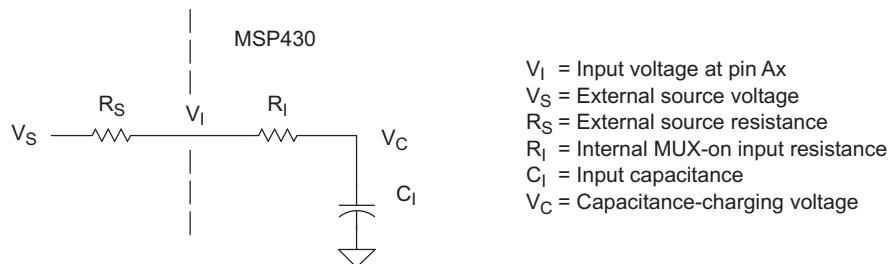 MSP430
R_S
V_I
R_I
V_S
V_C
C_I
V_I = Input voltage at pin Ax
V_S = External source voltage
R_S = External source resistance
R_I = Internal MUX-on input resistance
C_I = Input capacitance
V_C = Capacitance-charging voltage